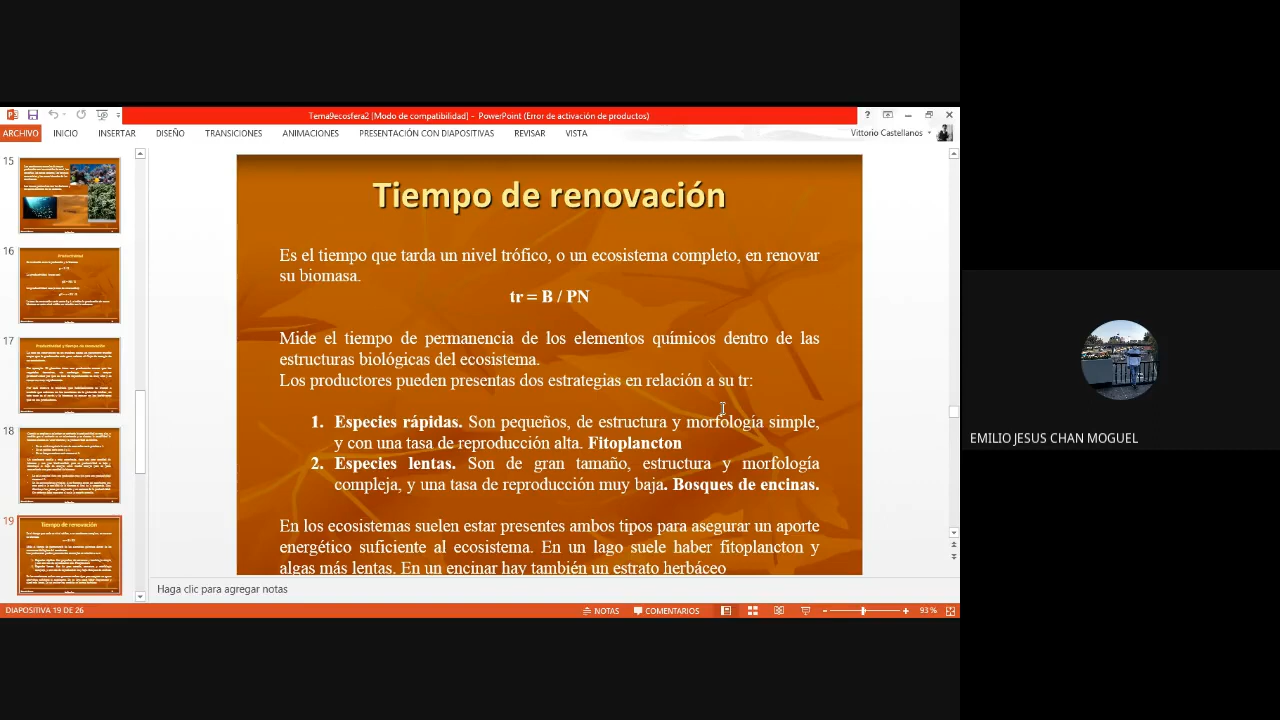 Tema9ecosfera2 [Modo de compatibilidad] - PowerPoint (Error de activación de productos)
ARCHIVO INICIO INSERTAR DISEÑO TRANSICIONES ANIMACIONES PRESENTACIÓN CON DIAPOSITIVAS REVISAR VISTA
Vittorio Castellanos
15
16
17
18
19
Productividad
Productividad y tiempo de renovación
Tiempo de renovación
Tiempo de renovación
Es el tiempo que tarda un nivel trófico, o un ecosistema completo, en renovar
su biomasa.
tr = B / PN
Mide el tiempo de permanencia de los elementos químicos dentro de las
estructuras biológicas del ecosistema.
Los productores pueden presentas dos estrategias en relación a su tr:
1. Especies rápidas. Son pequeños, de estructura y morfología simple,
y con una tasa de reproducción alta. Fitoplancton
2. Especies lentas. Son de gran tamaño, estructura y morfología
compleja, y una tasa de reproducción muy baja. Bosques de encinas.
En los ecosistemas suelen estar presentes ambos tipos para asegurar un aporte
energético suficiente al ecosistema. En un lago suele haber fitoplancton y
algas más lentas. En un encinar hay también un estrato herbáceo
Haga clic para agregar notas
DIAPOSITIVA 19 DE 26
NOTAS
COMENTARIOS
93 %
EMILIO JESUS CHAN MOGUEL